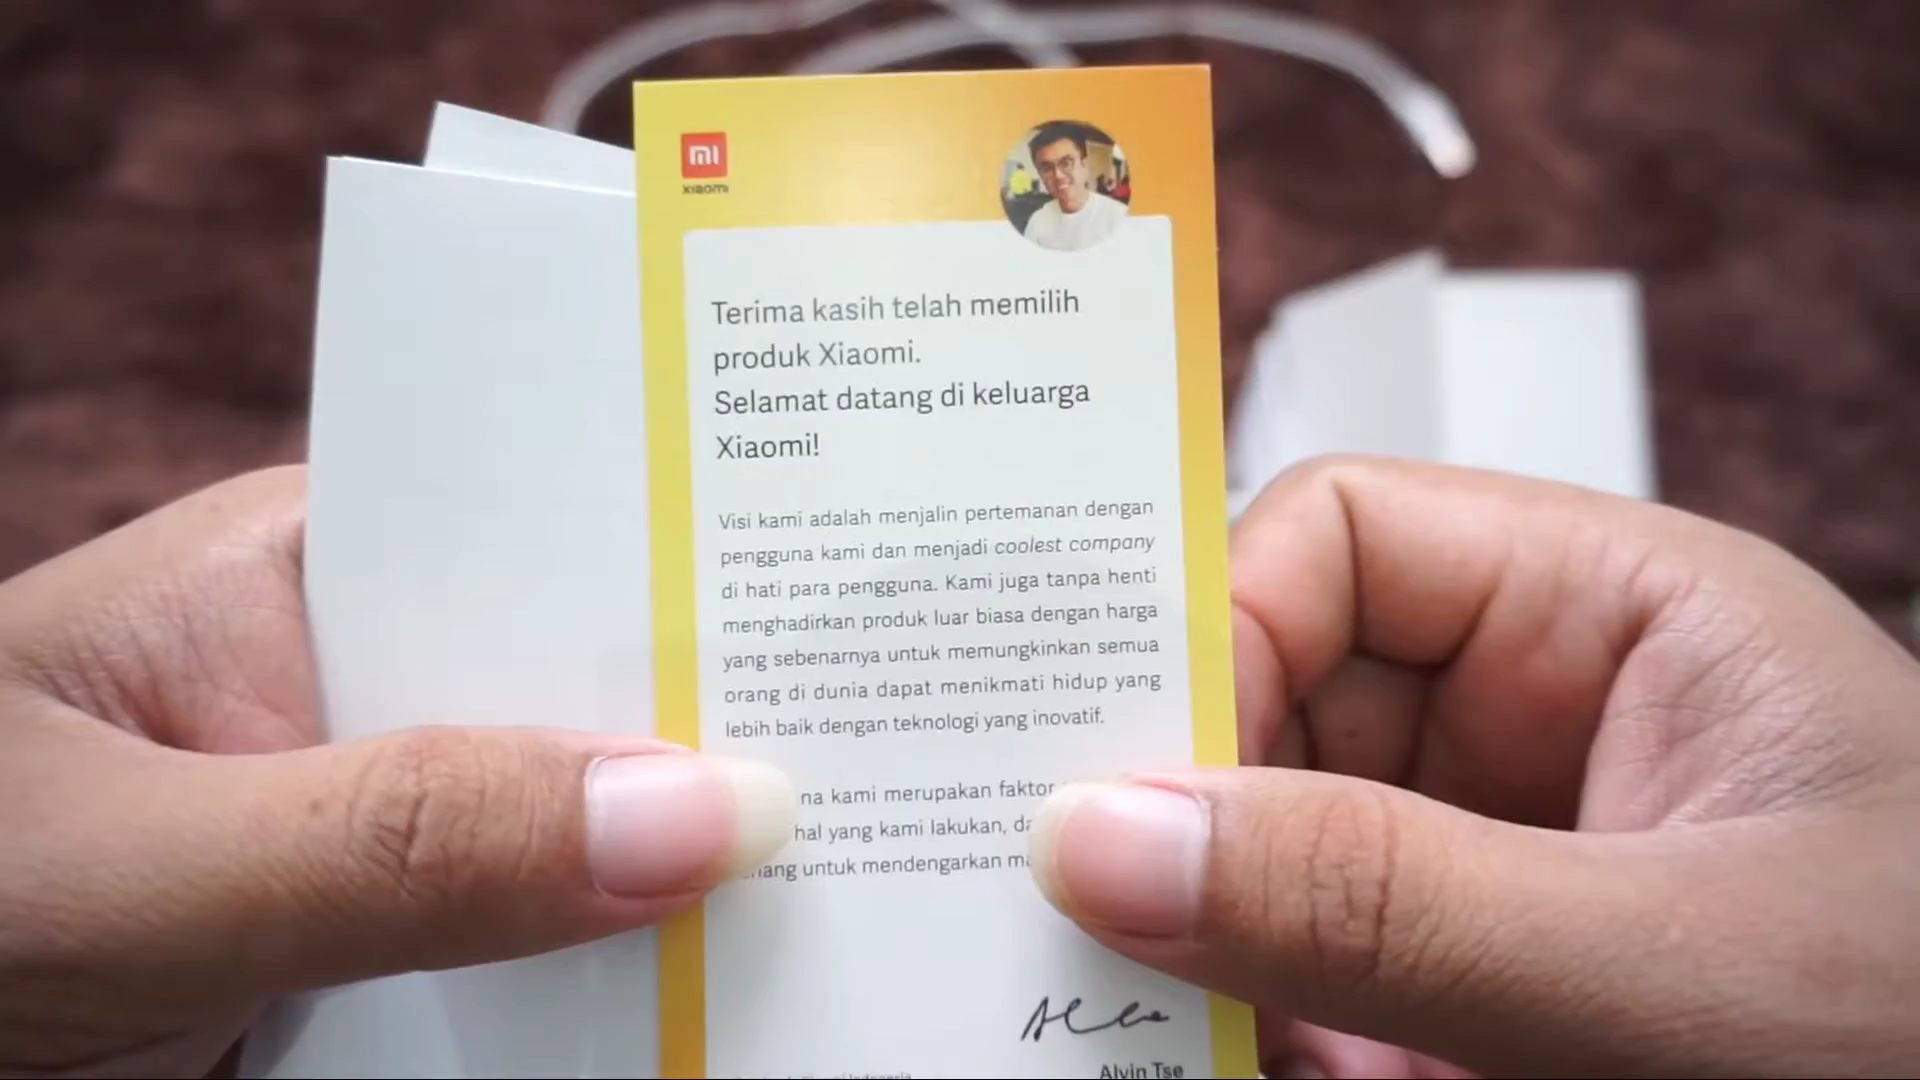 mi
xiaomi
Terima kasih telah memilih
produk Xiaomi.
Selamat datang di keluarga
Xiaomi!
Visi kami adalah menjalin pertemanan dengan
pengguna kami dan menjadi coolest company
di hati para pengguna. Kami juga tanpa henti
menghadirkan produk luar biasa dengan harga
yang sebenarnya untuk memungkinkan semua
orang di dunia dapat menikmati hidup yang
lebih baik dengan teknologi yang inovatif.
kami merupakan faktor
hal yang kami lakukan,
untuk mendengarkan
Alvin Tse